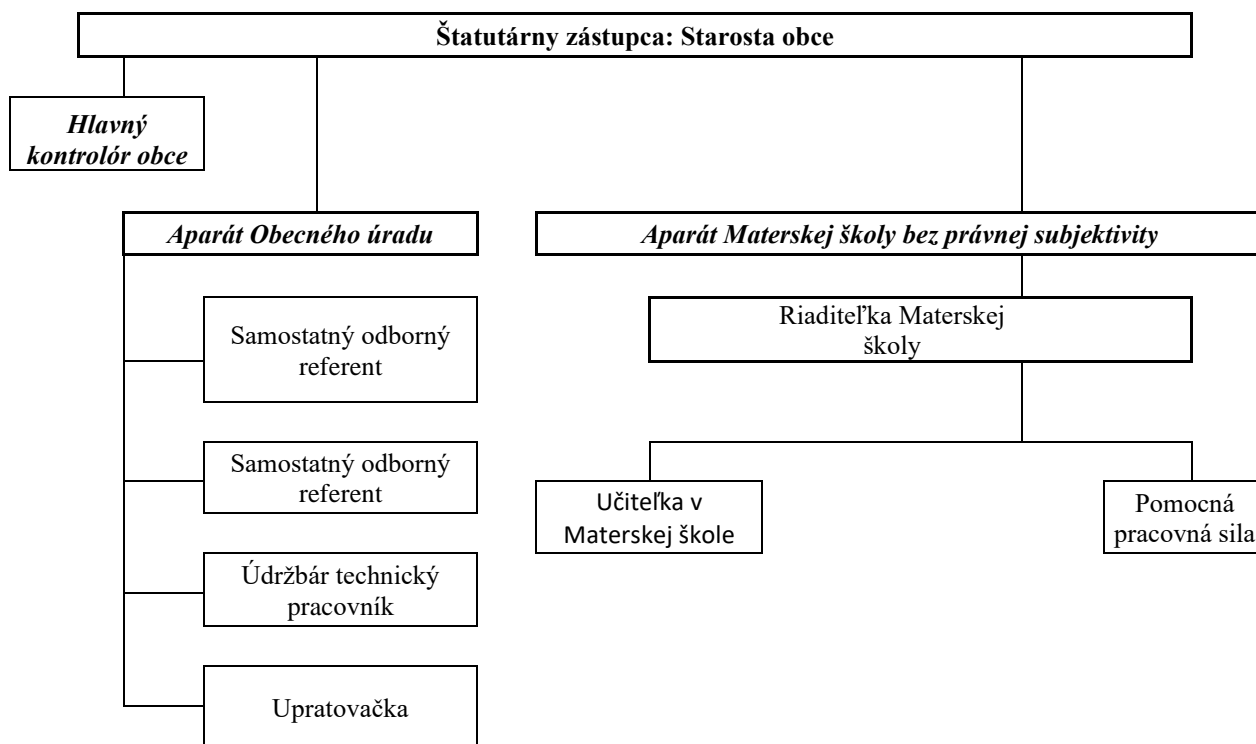 Štatutárny zástupca: Starosta obce
Hlavný
kontrolór obce
Aparát Obecného úradu
Aparát Materskej školy bez právnej subjektivity
Samostatný odborný
referent
Riaditeľka Materskej
školy
Samostatný odborný
referent
Učiteľka v
Materskej škole
Pomocná
pracovná sila
Údržbár technický
pracovník
Upratovačka